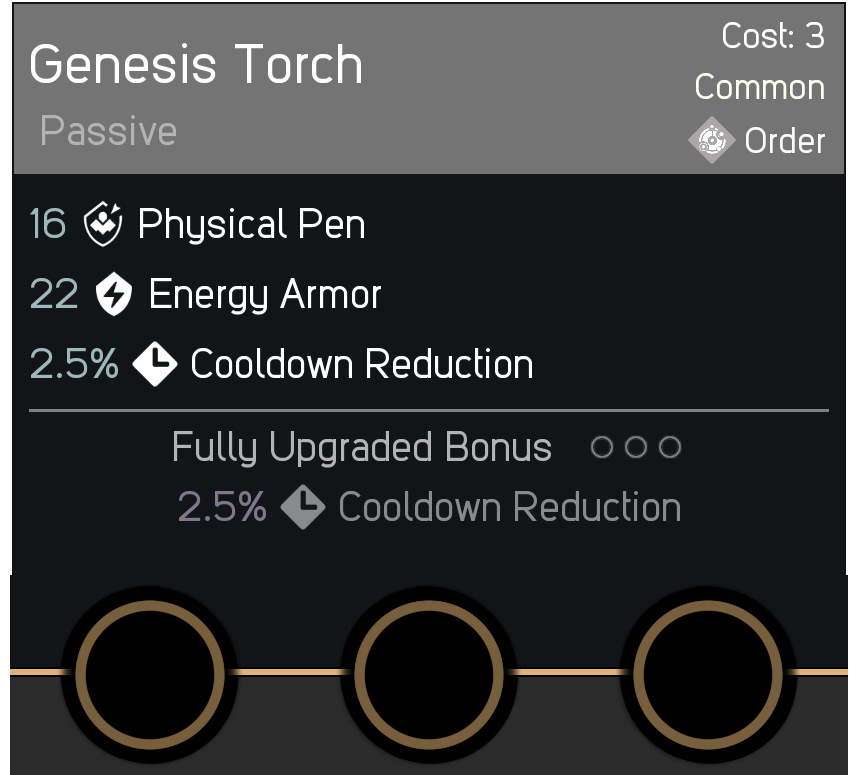 Genesis Torch
Passive
Cost: 3
Common
Order
16 Physical Pen
22 Energy Armor
2.5% Cooldown Reduction
Fully Upgraded Bonus
2.5% Cooldown Reduction